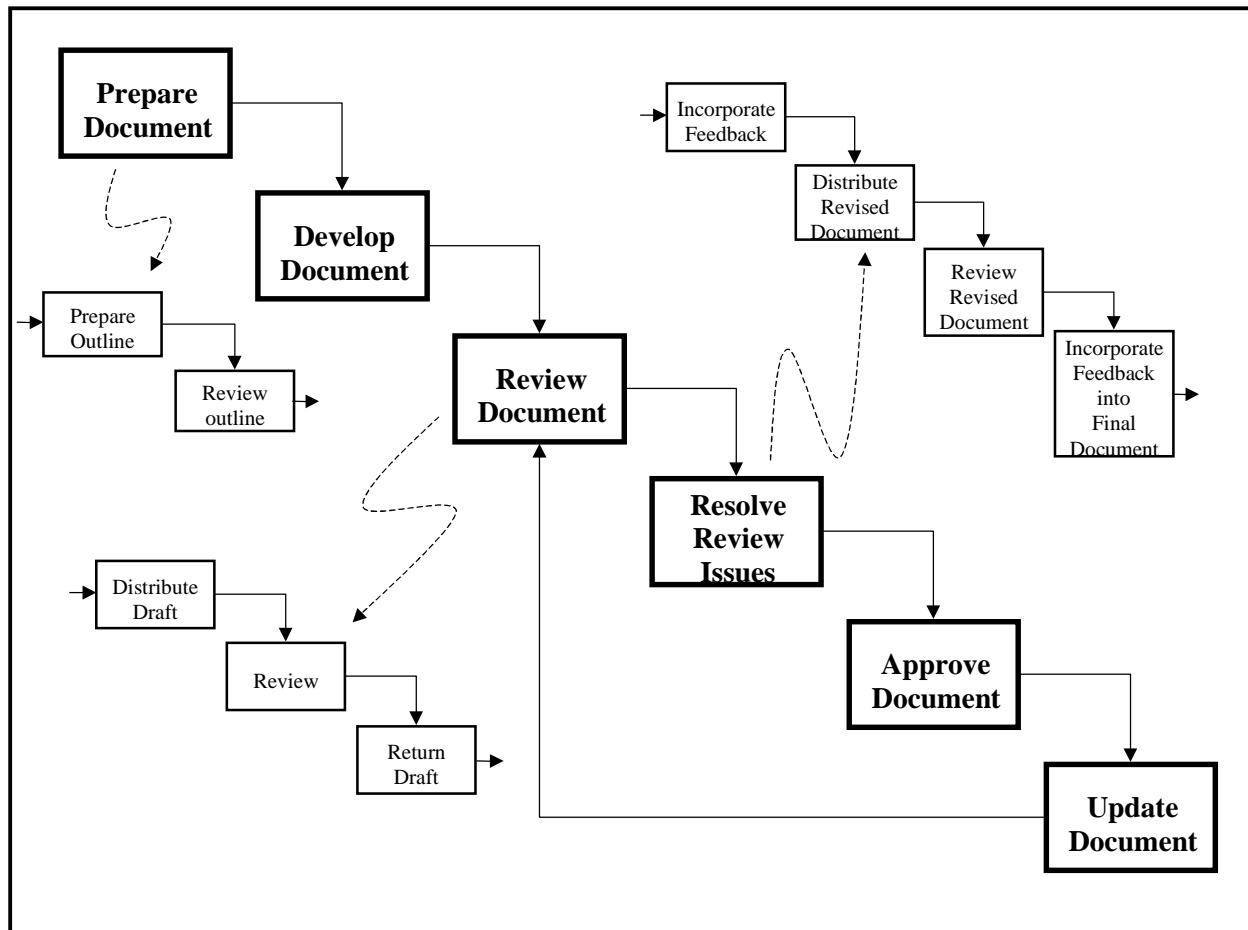 Prepare
Document
Incorporate
Feedback
Distribute
Revised
Document
Develop
Document
Review
Revised
Document
Prepare
Outline
Review
outline
Review
Document
Incorporate
Feedback
into
Final
Document
Resolve
Review
Issues
Distribute
Draft
Review
Return
Draft
Approve
Document
Update
Document